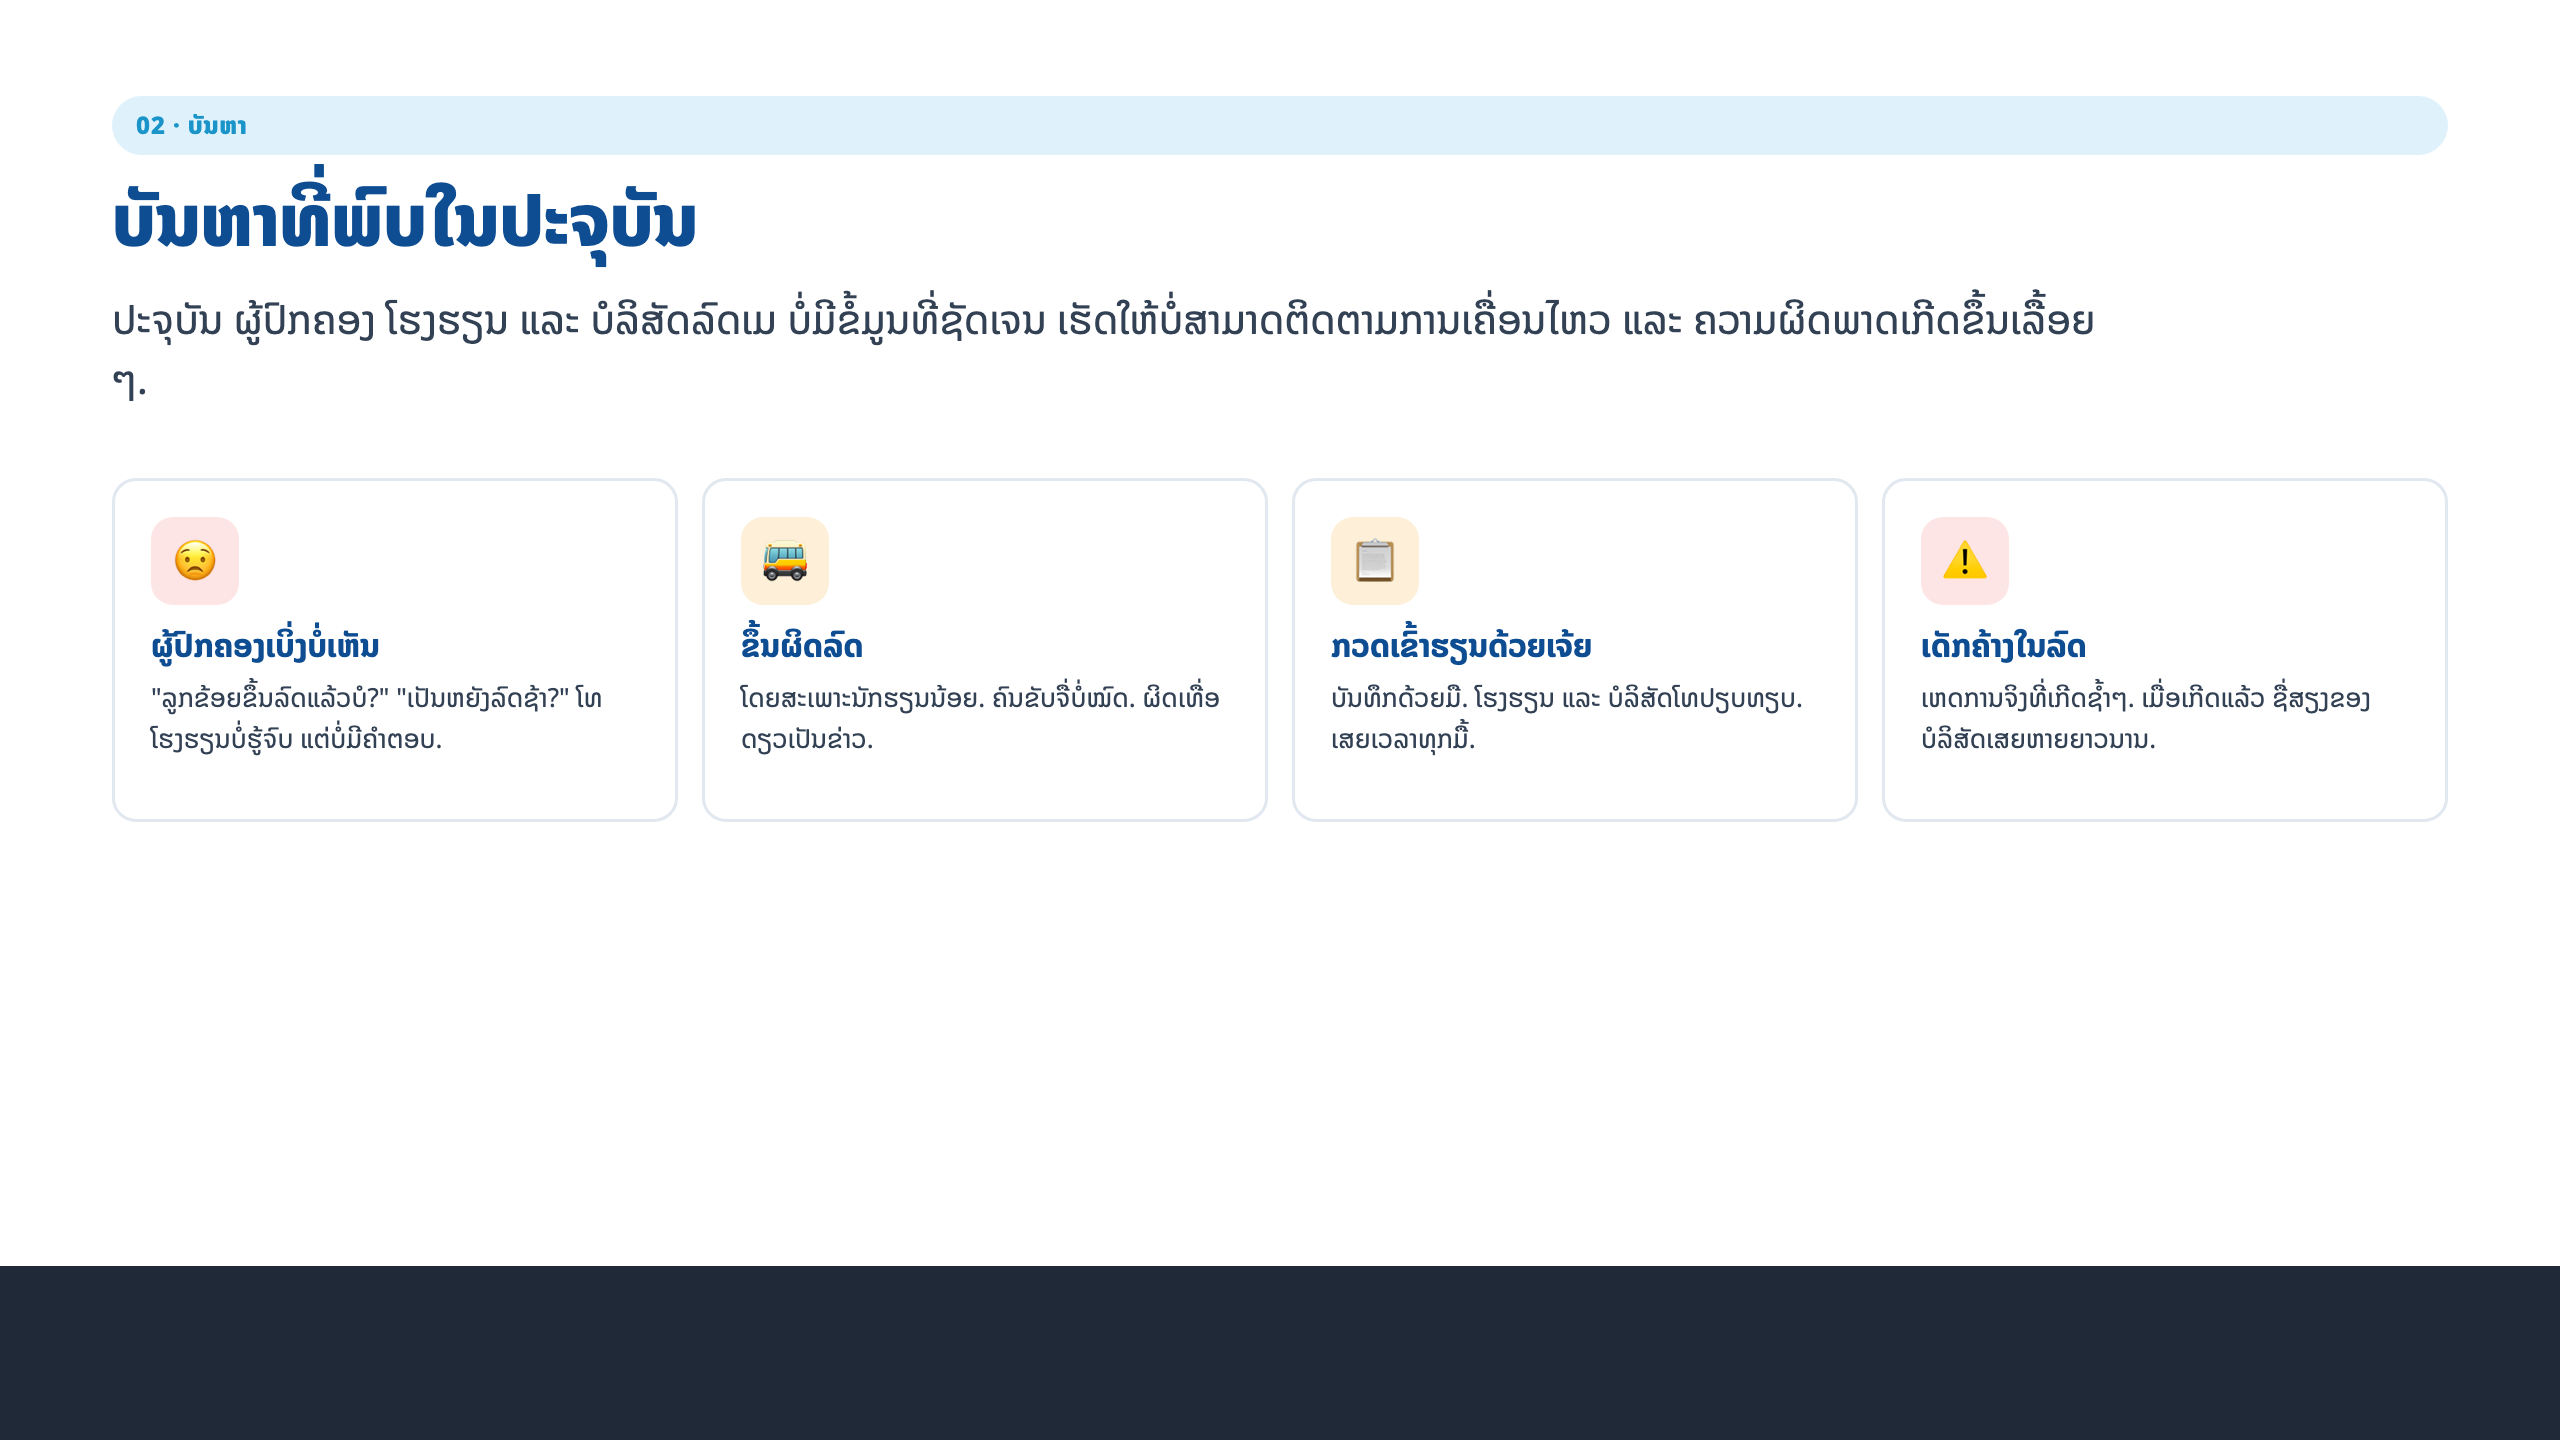 02 · ບັນຫາ
ບັນຫາທີ່ພົບໃນປະຈຸບັນ
ປະຈຸບັນ ຜູ້ປົກຄອງ ໂຮງຮຽນ ແລະ ບໍລິສັດລົດເມ ບໍ່ມີຂໍ້ມູນທີ່ຊັດເຈນ ເຮັດໃຫ້ບໍ່ສາມາດຕິດຕາມການເຄື່ອນໄຫວ ແລະ ຄວາມຜິດພາດເກີດຂຶ້ນເລື້ອຍ
ໆ.
ຜູ້ປົກຄອງເບິ່ງບໍ່ເຫັນ
"ລູກຂ້ອຍຂຶ້ນລົດແລ້ວບໍ?" "ເປັນຫຍັງລົດຊ້າ?" ໂທ
ໂຮງຮຽນບໍ່ຮູ້ຈົບ ແຕ່ບໍ່ມີຄຳຕອບ.
ຂຶ້ນຜິດລົດ
ໂດຍສະເພາະນັກຮຽນນ້ອຍ. ຄົນຂັບຈື່ບໍ່ໝົດ. ຜິດເທື່ອ
ດຽວເປັນຂ່າວ.
ກວດເຂົ້າຮຽນດ້ວຍເຈ້ຍ
ບັນທຶກດ້ວຍມື. ໂຮງຮຽນ ແລະ ບໍລິສັດໂທປຽບທຽບ.
ເສຍເວລາທຸກມື້.
ເດັກຄ້າງໃນລົດ
ເຫດການຈິງທີ່ເກີດຊ້ຳໆ. ເມື່ອເກີດແລ້ວ ຊື່ສຽງຂອງ
ບໍລິສັດເສຍຫາຍຍາວນານ.